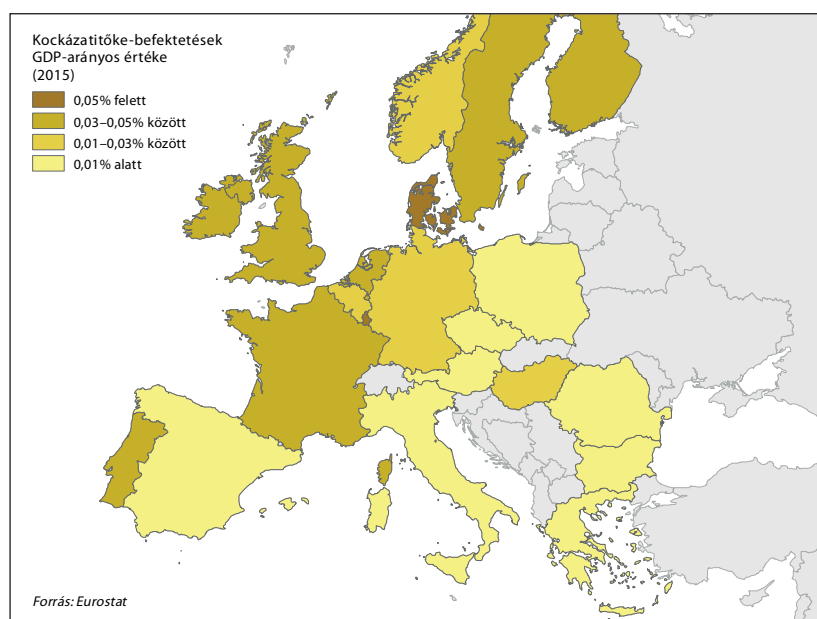 Kockázatitőke-befektetések
GDP-arányos értéke
(2015)
0,05% felett
0,03–0,05% között
0,01–0,03% között
0,01% alatt
Forrás: Eurostat